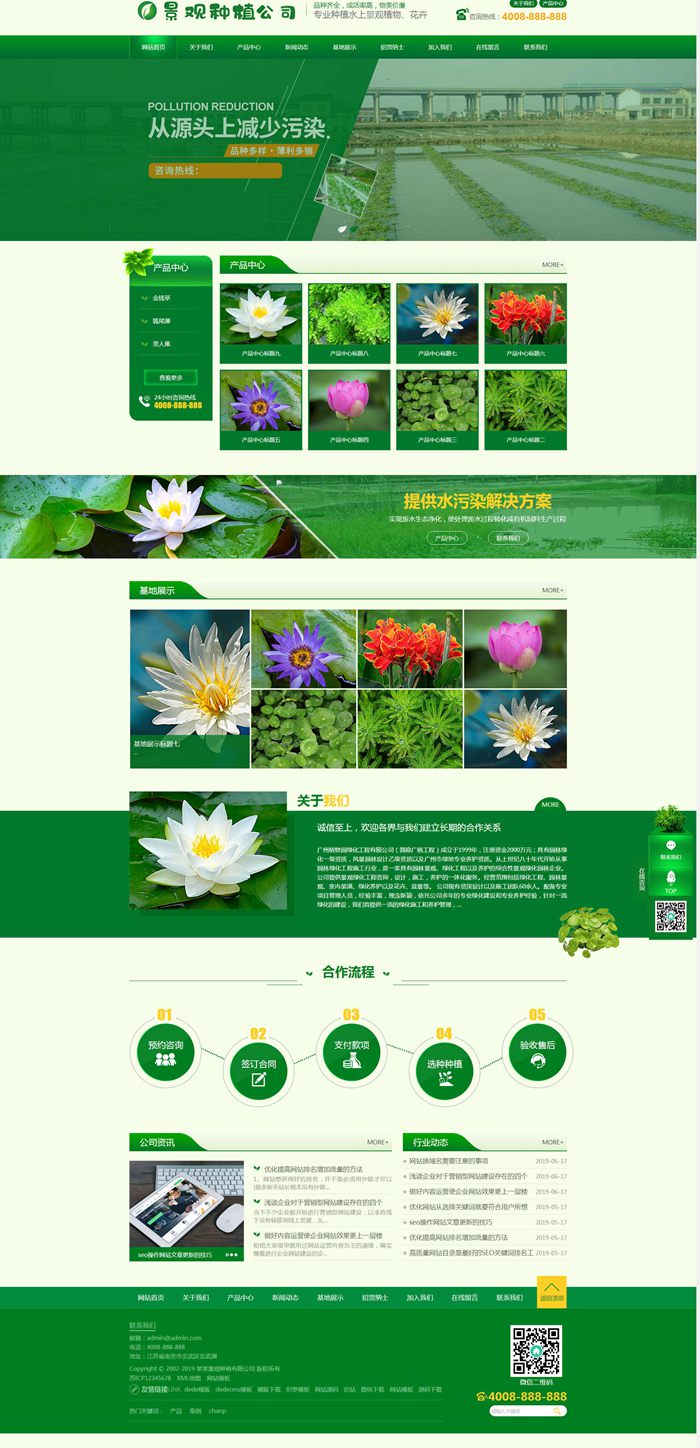 关于我们 产品中心
景观种植公司
品种齐全，成活率高，物美价廉
专业种植水上景观植物、花卉
咨询热线：4008-888-888
网站首页 关于我们 产品中心 新闻动态 基地展示 招贤纳士 加入我们 在线留言 联系我们
POLLUTION REDUCTION
从源头上减少污染.
品种多样·薄利多销
咨询热线：
产品中心
金钱草
狐尾藻
美人蕉
查看更多
24小时咨询热线
4008-888-888
产品中心 MORE+
产品中心标题九 产品中心标题八 产品中心标题七 产品中心标题六
产品中心标题五 产品中心标题四 产品中心标题三 产品中心标题二
提供水污染解决方案
实现废水生态净化，使处理废水过程转化成有机饲料生产过程
产品中心 联系我们
基地展示 MORE+
基地展示标题七
关于我们
MORE
诚信至上，欢迎各界与我们建立长期的合作关系
广州植物园绿化工程有限公司（简称广植工程）成立于1999年，注册资金2000万元；具有园林绿
化一级资质，风景园林设计乙级资质以及广州市绿地专业养护资质。从上世纪八十年代开始从事
园林绿化工程施工行业，是一家具有园林景观、绿化工程以及养护的综合性景观绿化园林企业。
公司提供景观绿化工程咨询，设计，施工，养护的一体化服务。经营范围包括绿化工程、园林景
观、室内装潢、绿化养护以及花卉、盆景等。 公司现有资深设计以及施工团队60余人。配备专业
项目管理人员，经验丰富，理念新颖，依托公司多年的专业绿化建设和专业养护经验，针对一流
绿化的建设，我们将提供一流的绿化施工和养护管理，...
在线咨询
联系我们
TOP
合作流程
01 02 03 04 05
预约咨询 签订合同 支付款项 选种种植 验收售后
公司资讯 MORE+
seo操作网站文章更新的技巧
优化提高网站排名增加流量的方法
1、网站想获得好的排名，并不是必须用外链才可以
(很多新手站长根本没有外链...
浅谈企业对于营销型网站建设存在的四个
当下不少企业都开始进行营销型网站建设，以求将线
下业务转移到线上发展，从...
做好内容运营使企业网站效果更上一层楼
相信大家很早就听过网站运营内容为王的道理，确实
随着进行企业网站建设的企...
行业动态 MORE+
网站换域名需要注意的事项 2019-06-17
浅谈企业对于营销型网站建设存在的四个 2019-06-17
做好内容运营使企业网站效果更上一层楼 2019-06-17
优化网站从选择关键词就要符合用户所想 2019-05-17
seo操作网站文章更新的技巧 2019-05-17
优化提高网站排名增加流量的方法 2019-05-17
高质量网站目录是最好的SEO关键词排名工 2019-05-17
网站首页 关于我们 产品中心 新闻动态 基地展示 招贤纳士 加入我们 在线留言 联系我们
返回顶部
联系我们
邮箱：admin@admin.com
电话：4008-888-888
地址：江苏省南京市玄武区玄武湖
Copyright © 2002-2019 某某景观种植有限公司 版权所有
苏ICP12345678 XML地图 网站模板
友情链接LINK dede模板 dedecms模板 模版下载 织梦模板 网站源码 仿站 图标下载 网站模板 源码下载
热门关键词： 产品 案例 chanp
微信二维码
4008-888-888
请输入关键词